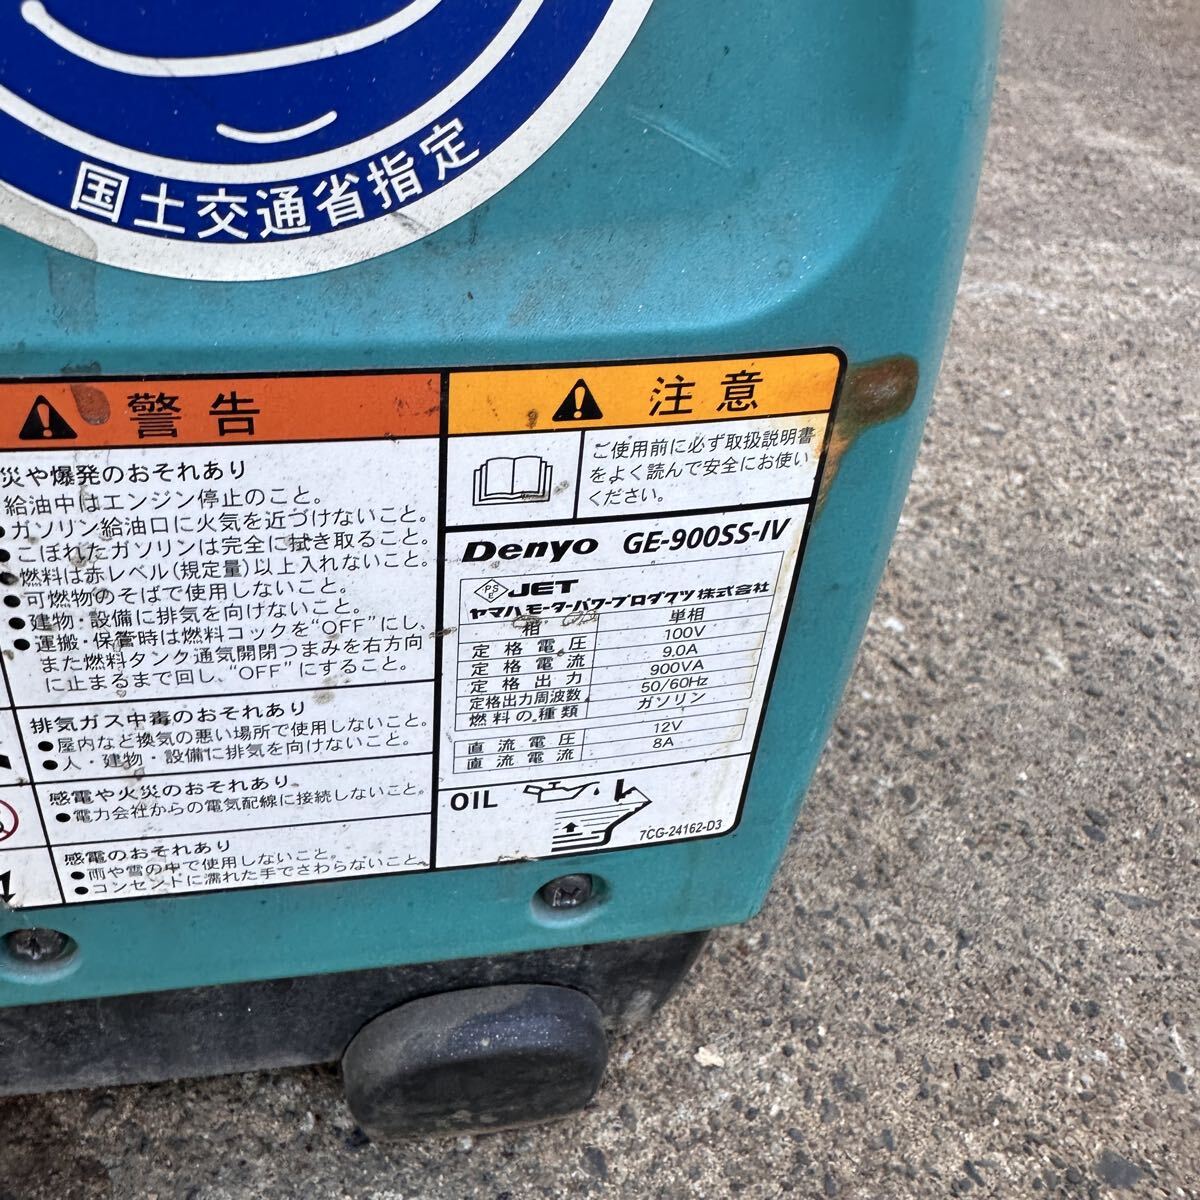 国土交通省指定
警告
災や爆発のおそれあり
給油中はエンジン停止のこと。
●ガソリン給油口に火気を近づけないこと。
●こぼれたガソリンは完全に拭き取ること。
●燃料は赤レベル(規定量)以上入れないこと。
●可燃物のそばで使用しないこと。
●建物・設備に排気を向けないこと。
●運搬・保管時は燃料コックを“OFF”にし、
また燃料タンク通気開閉つまみを右方向
に止まるまで回し、“OFF”にすること。
排気ガス中毒のおそれあり
●屋内など換気の悪い場所で使用しないこと。
●人・建物・設備に排気を向けないこと。
感電や火災のおそれあり
●電力会社からの電気配線に接続しないこと。
感電のおそれあり
●雨や雪の中で使用しないこと。
●コンセントに濡れた手でさわらないこと。
注意
ご使用前に必ず取扱説明書
をよく読んで安全にお使い
ください。
Denyo GE-900SS-IV
PS E JET
ヤマハモーターパワープロダクツ株式会社
相 単相
定格電圧 100V
定格電流 9.0A
定格出力 900VA
定格出力周波数 50/60Hz
燃料の種類 ガソリン
直流電圧 12V
直流電流 8A
OIL
7CG-24162-D3